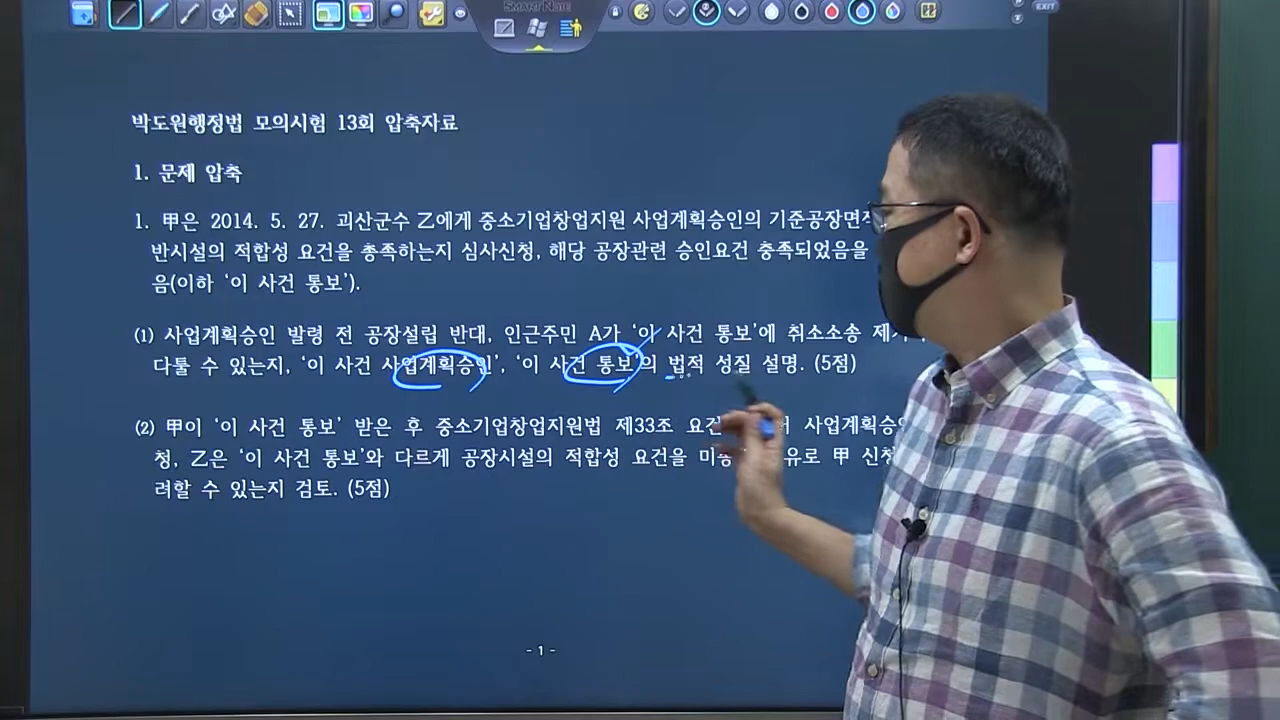 SMART NOTE
EXIT
박도원행정법 모의시험 13회 압축자료
1. 문제 압축
1. 甲은 2014. 5. 27. 괴산군수 乙에게 중소기업창업지원 사업계획승인의 기준공장면적
반시설의 적합성 요건을 충족하는지 심사신청, 해당 공장관련 승인요건 충족되었음을
음(이하 ‘이 사건 통보’).
(1) 사업계획승인 발령 전 공장설립 반대, 인근주민 A가 ‘이 사건 통보’에 취소소송
다툴 수 있는지, ‘이 사건 사업계획승인’, ‘이 사건 통보’의 법적 성질 설명. (5점)
(2) 甲이 ‘이 사건 통보’ 받은 후 중소기업창업지원법 제33조 사업계획승인
청, 乙은 ‘이 사건 통보’와 다르게 공장시설의 적합성 요건을 甲 신청
려할 수 있는지 검토. (5점)
- 1 -